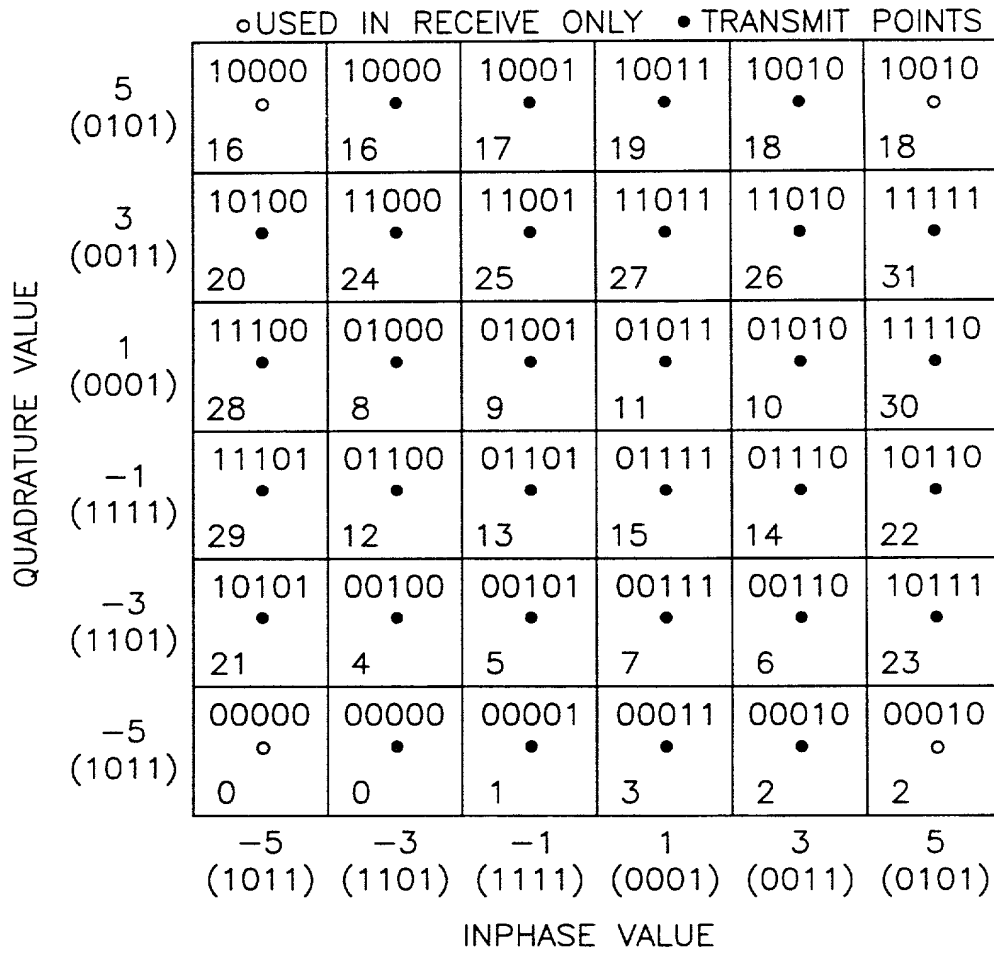 ○ USED IN RECEIVE ONLY ● TRANSMIT POINTS
10000 10000 10001 10011 10010 10010
5
(0101)
16 16 17 19 18 18
10100 11000 11001 11011 11010 11111
3
(0011)
20 24 25 27 26 31
11100 01000 01001 01011 01010 11110
1
(0001)
28 8 9 11 10 30
11101 01100 01101 01111 01110 10110
−1
(1111)
29 12 13 15 14 22
10101 00100 00101 00111 00110 10111
−3
(1101)
21 4 5 7 6 23
00000 00000 00001 00011 00010 00010
−5
(1011)
0 0 1 3 2 2
QUADRATURE VALUE
−5 −3 −1 1 3 5
(1011) (1101) (1111) (0001) (0011) (0101)
INPHASE VALUE